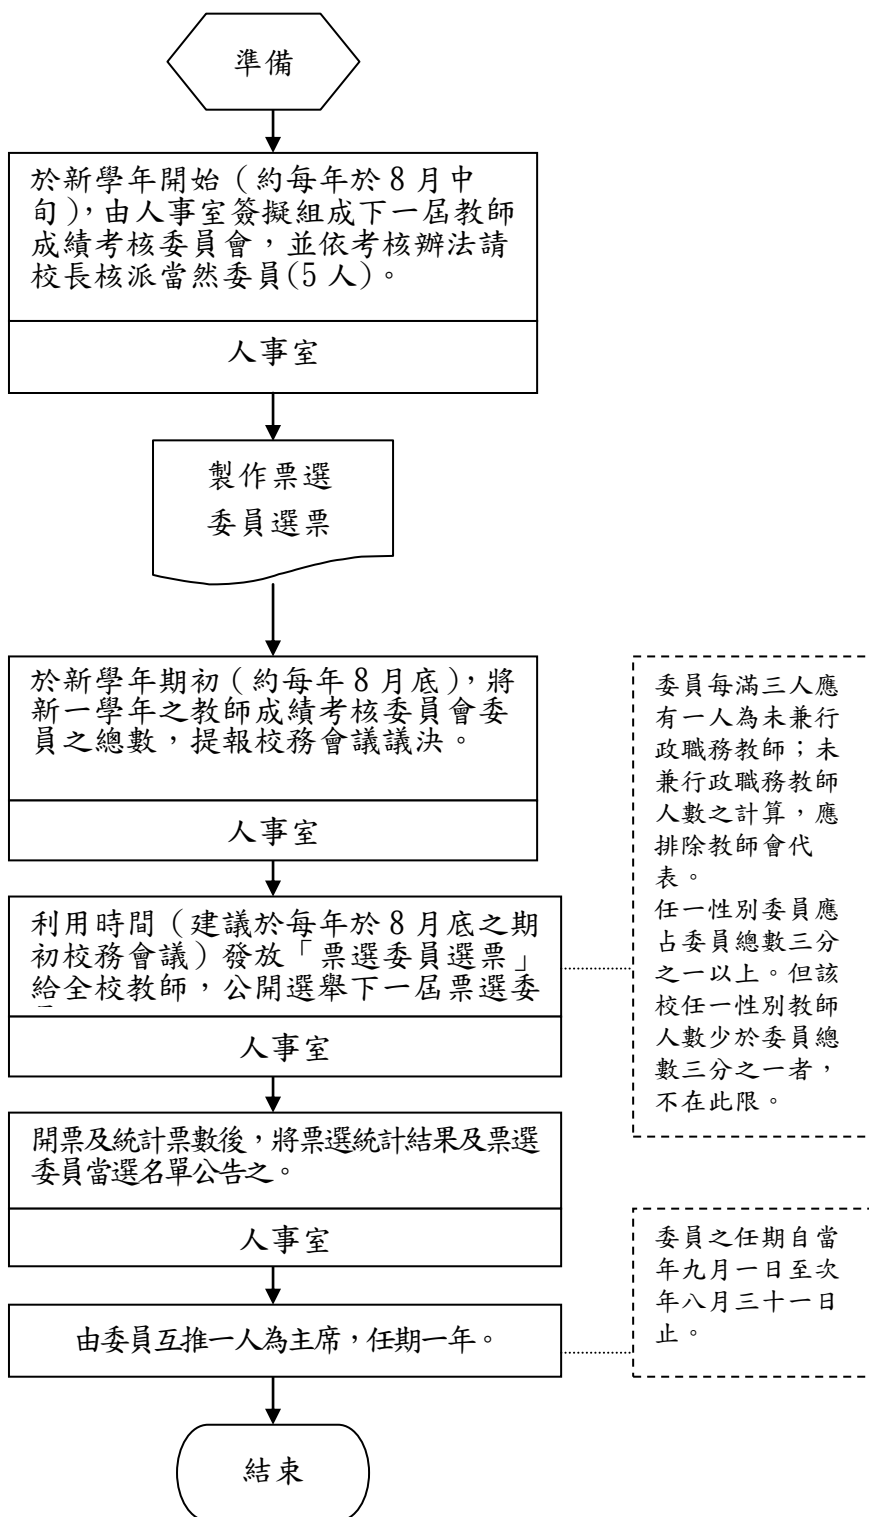 準備
於新學年開始（約每年於 8 月中
旬），由人事室簽擬組成下一屆教師
成績考核委員會，並依考核辦法請
校長核派當然委員(5 人)。
人事室
製作票選
委員選票
於新學年期初（約每年 8 月底），將
新一學年之教師成績考核委員會委
員之總數，提報校務會議議決。
人事室
利用時間（建議於每年於 8 月底之期
初校務會議）發放「票選委員選票」
給全校教師，公開選舉下一屆票選委
人事室
委員每滿三人應
有一人為未兼行
政職務教師；未
兼行政職務教師
人數之計算，應
排除教師會代
表。
任一性別委員應
占委員總數三分
之一以上。但該
校任一性別教師
人數少於委員總
數三分之一者，
不在此限。
開票及統計票數後，將票選統計結果及票選
委員當選名單公告之。
人事室
由委員互推一人為主席，任期一年。
委員之任期自當
年九月一日至次
年八月三十一日
止。
結束